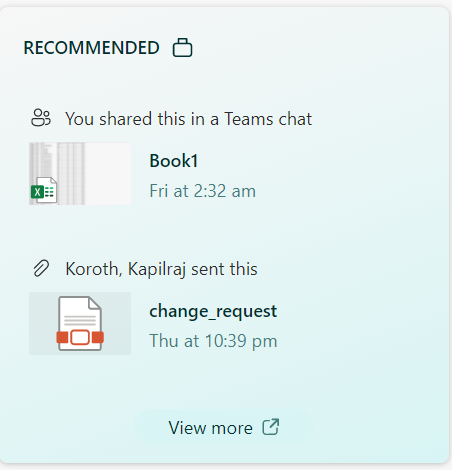 RECOMMENDED
You shared this in a Teams chat
Book1
Fri at 2:32 am
Koroth, Kapilraj sent this
change_request
Thu at 10:39 pm
View more